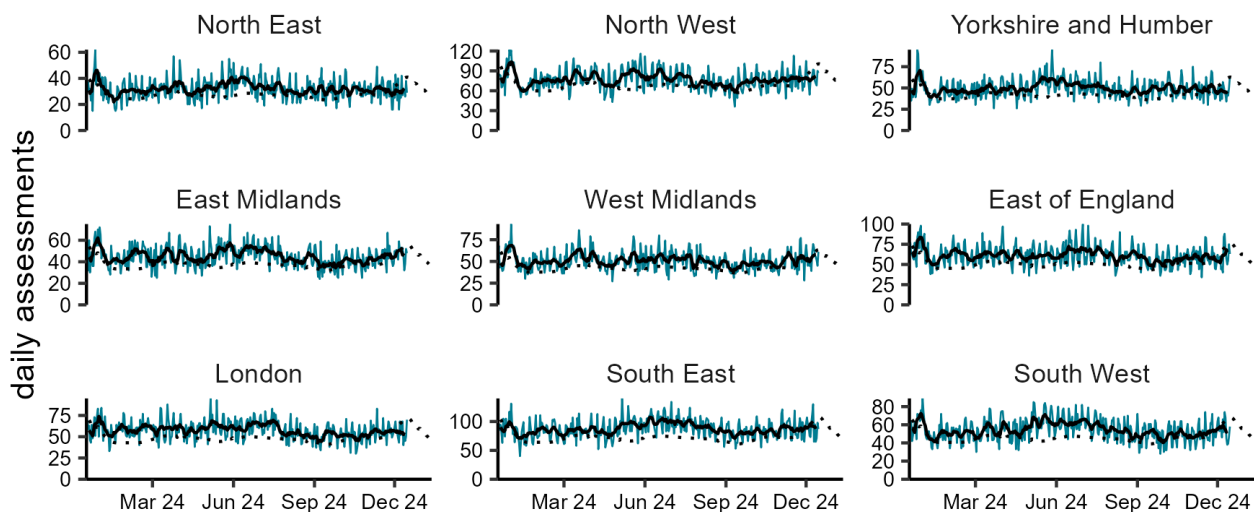 daily assessments
North East
60
40
20
0
North West
120
90
60
30
0
Yorkshire and Humber
75
50
25
0
East Midlands
60
40
20
0
West Midlands
75
50
25
0
East of England
100
75
50
25
0
London
75
50
25
0
Mar 24 Jun 24 Sep 24 Dec 24
South East
100
50
0
Mar 24 Jun 24 Sep 24 Dec 24
South West
80
60
40
20
0
Mar 24 Jun 24 Sep 24 Dec 24